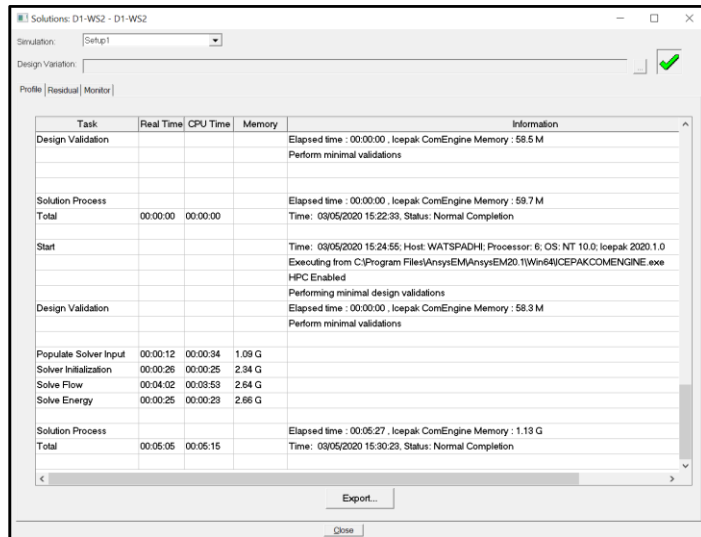 Solutions: D1-WS2 - D1-WS2
Simulation: Setup1
Design Variation: ...
Profile Residual Monitor
Task Real Time CPU Time Memory Information
Design Validation Elapsed time : 00:00:00 , Icepak ComEngine Memory : 58.5 M
Perform minimal validations
Solution Process Elapsed time : 00:00:00 , Icepak ComEngine Memory : 59.7 M
Total 00:00:00 00:00:00 Time: 03/05/2020 15:22:33, Status: Normal Completion
Start Time: 03/05/2020 15:24:55; Host: WATSPADHI; Processor: 6; OS: NT 10.0; Icepak 2020.1.0
Executing from C:\Program Files\AnsysEM\AnsysEM20.1\Win64\ICEPAKCOMENGINE.exe
HPC Enabled
Performing minimal design validations
Design Validation Elapsed time : 00:00:00 , Icepak ComEngine Memory : 58.3 M
Perform minimal validations
Populate Solver Input 00:00:12 00:00:34 1.09 G
Solver Initialization 00:00:26 00:00:25 2.34 G
Solve Flow 00:04:02 00:03:53 2.64 G
Solve Energy 00:00:25 00:00:23 2.66 G
Solution Process Elapsed time : 00:05:27 , Icepak ComEngine Memory : 1.13 G
Total 00:05:05 00:05:15 Time: 03/05/2020 15:30:23, Status: Normal Completion
Export...
Close